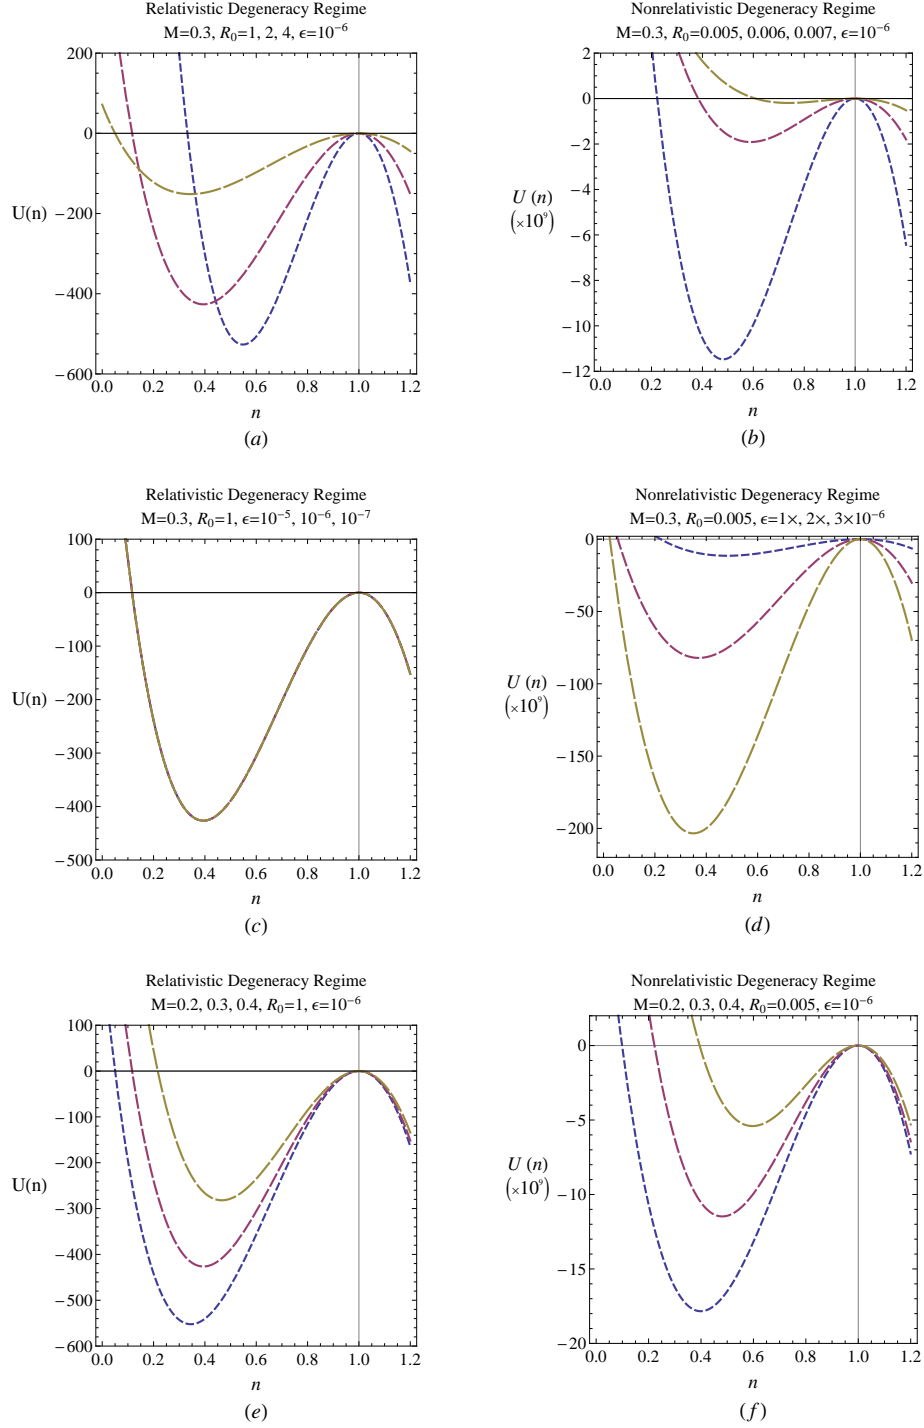 Relativistic Degeneracy Regime
M=0.3, R₀=1, 2, 4, ϵ=10⁻⁶
200
0
−200
−400
−600
U(n)
0.0 0.2 0.4 0.6 0.8 1.0 1.2
n
(a)
Nonrelativistic Degeneracy Regime
M=0.3, R₀=0.005, 0.006, 0.007, ϵ=10⁻⁶
2
0
−2
−4
−6
−8
−10
−12
U (n)
(×10⁹)
0.0 0.2 0.4 0.6 0.8 1.0 1.2
n
(b)
Relativistic Degeneracy Regime
M=0.3, R₀=1, ϵ=10⁻⁵, 10⁻⁶, 10⁻⁷
100
0
−100
−200
−300
−400
−500
U(n)
0.0 0.2 0.4 0.6 0.8 1.0 1.2
n
(c)
Nonrelativistic Degeneracy Regime
M=0.3, R₀=0.005, ϵ=1×, 2×, 3×10⁻⁶
0
−50
−100
−150
−200
U (n)
(×10⁹)
0.0 0.2 0.4 0.6 0.8 1.0 1.2
n
(d)
Relativistic Degeneracy Regime
M=0.2, 0.3, 0.4, R₀=1, ϵ=10⁻⁶
100
0
−100
−200
−300
−400
−500
−600
U(n)
0.0 0.2 0.4 0.6 0.8 1.0 1.2
n
(e)
Nonrelativistic Degeneracy Regime
M=0.2, 0.3, 0.4, R₀=0.005, ϵ=10⁻⁶
0
−5
−10
−15
−20
U (n)
(×10⁹)
0.0 0.2 0.4 0.6 0.8 1.0 1.2
n
(f)